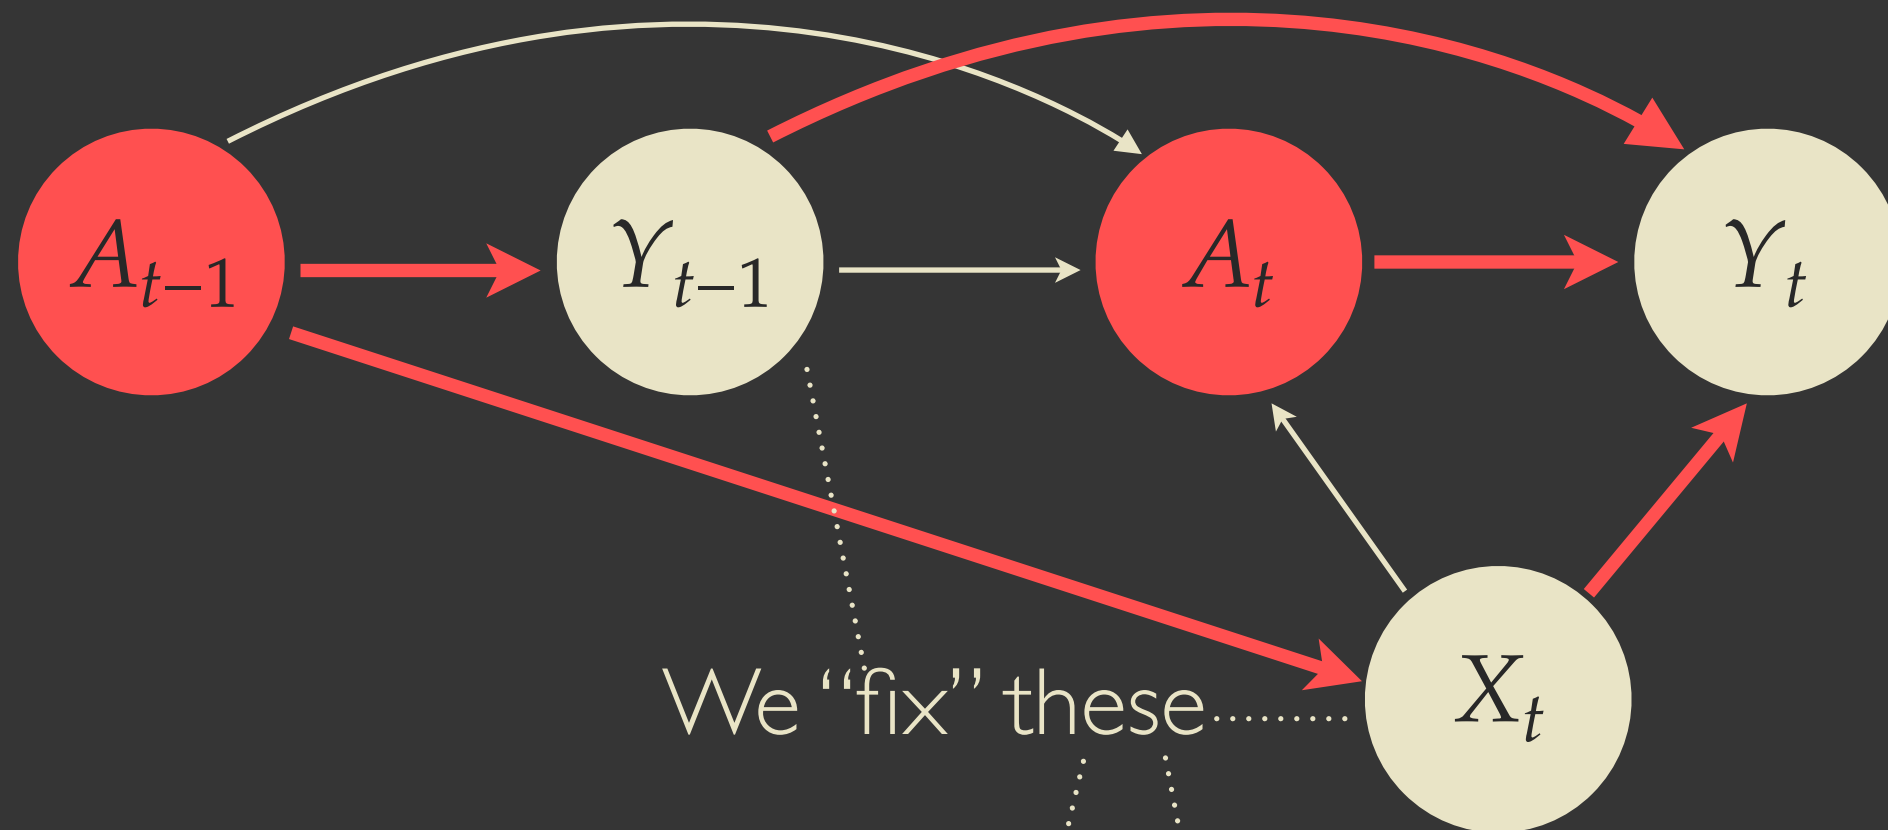 A_{t−1}
Y_{t−1}
A_t
Y_t
We “fix” these
X_t